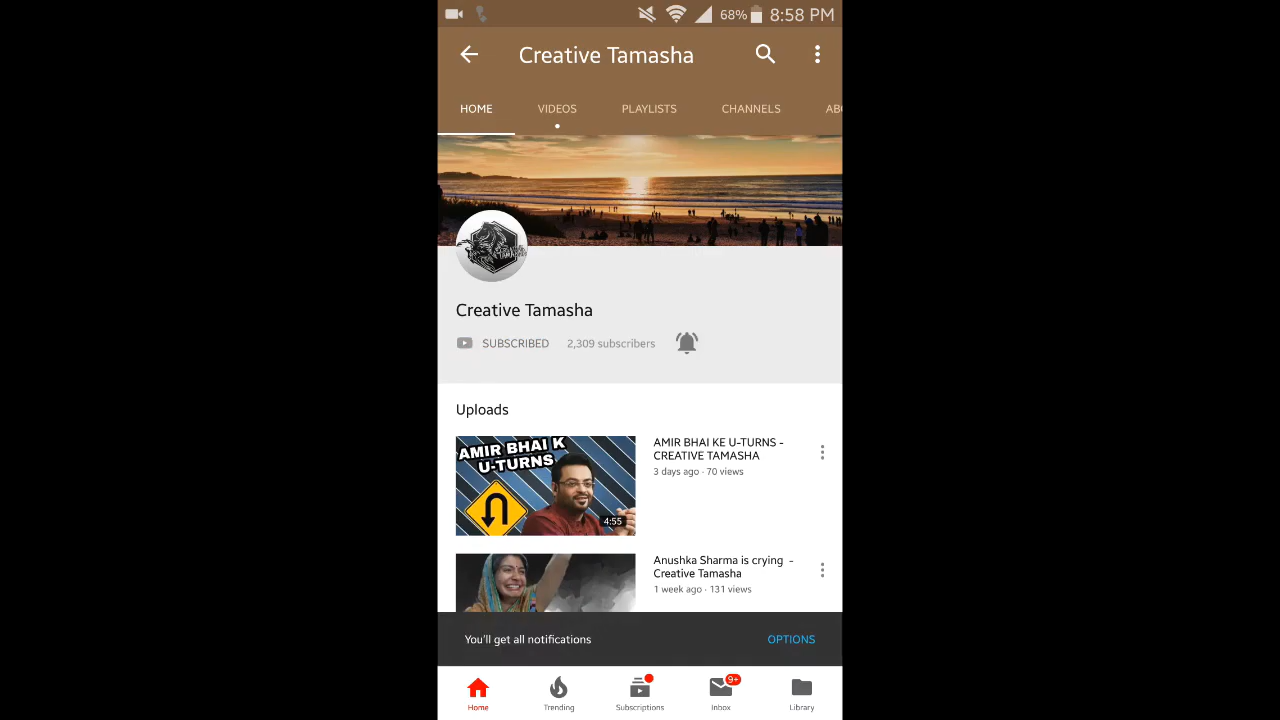 68% 8:58 PM
Creative Tamasha
HOME VIDEOS PLAYLISTS CHANNELS
Creative Tamasha
SUBSCRIBED 2,309 subscribers
Uploads
AMIR BHAI K
U-TURNS
4:55
AMIR BHAI KE U-TURNS -
CREATIVE TAMASHA
3 days ago · 70 views
Anushka Sharma is crying -
Creative Tamasha
1 week ago · 131 views
You'll get all notifications OPTIONS
9+
Home Trending Subscriptions Inbox Library